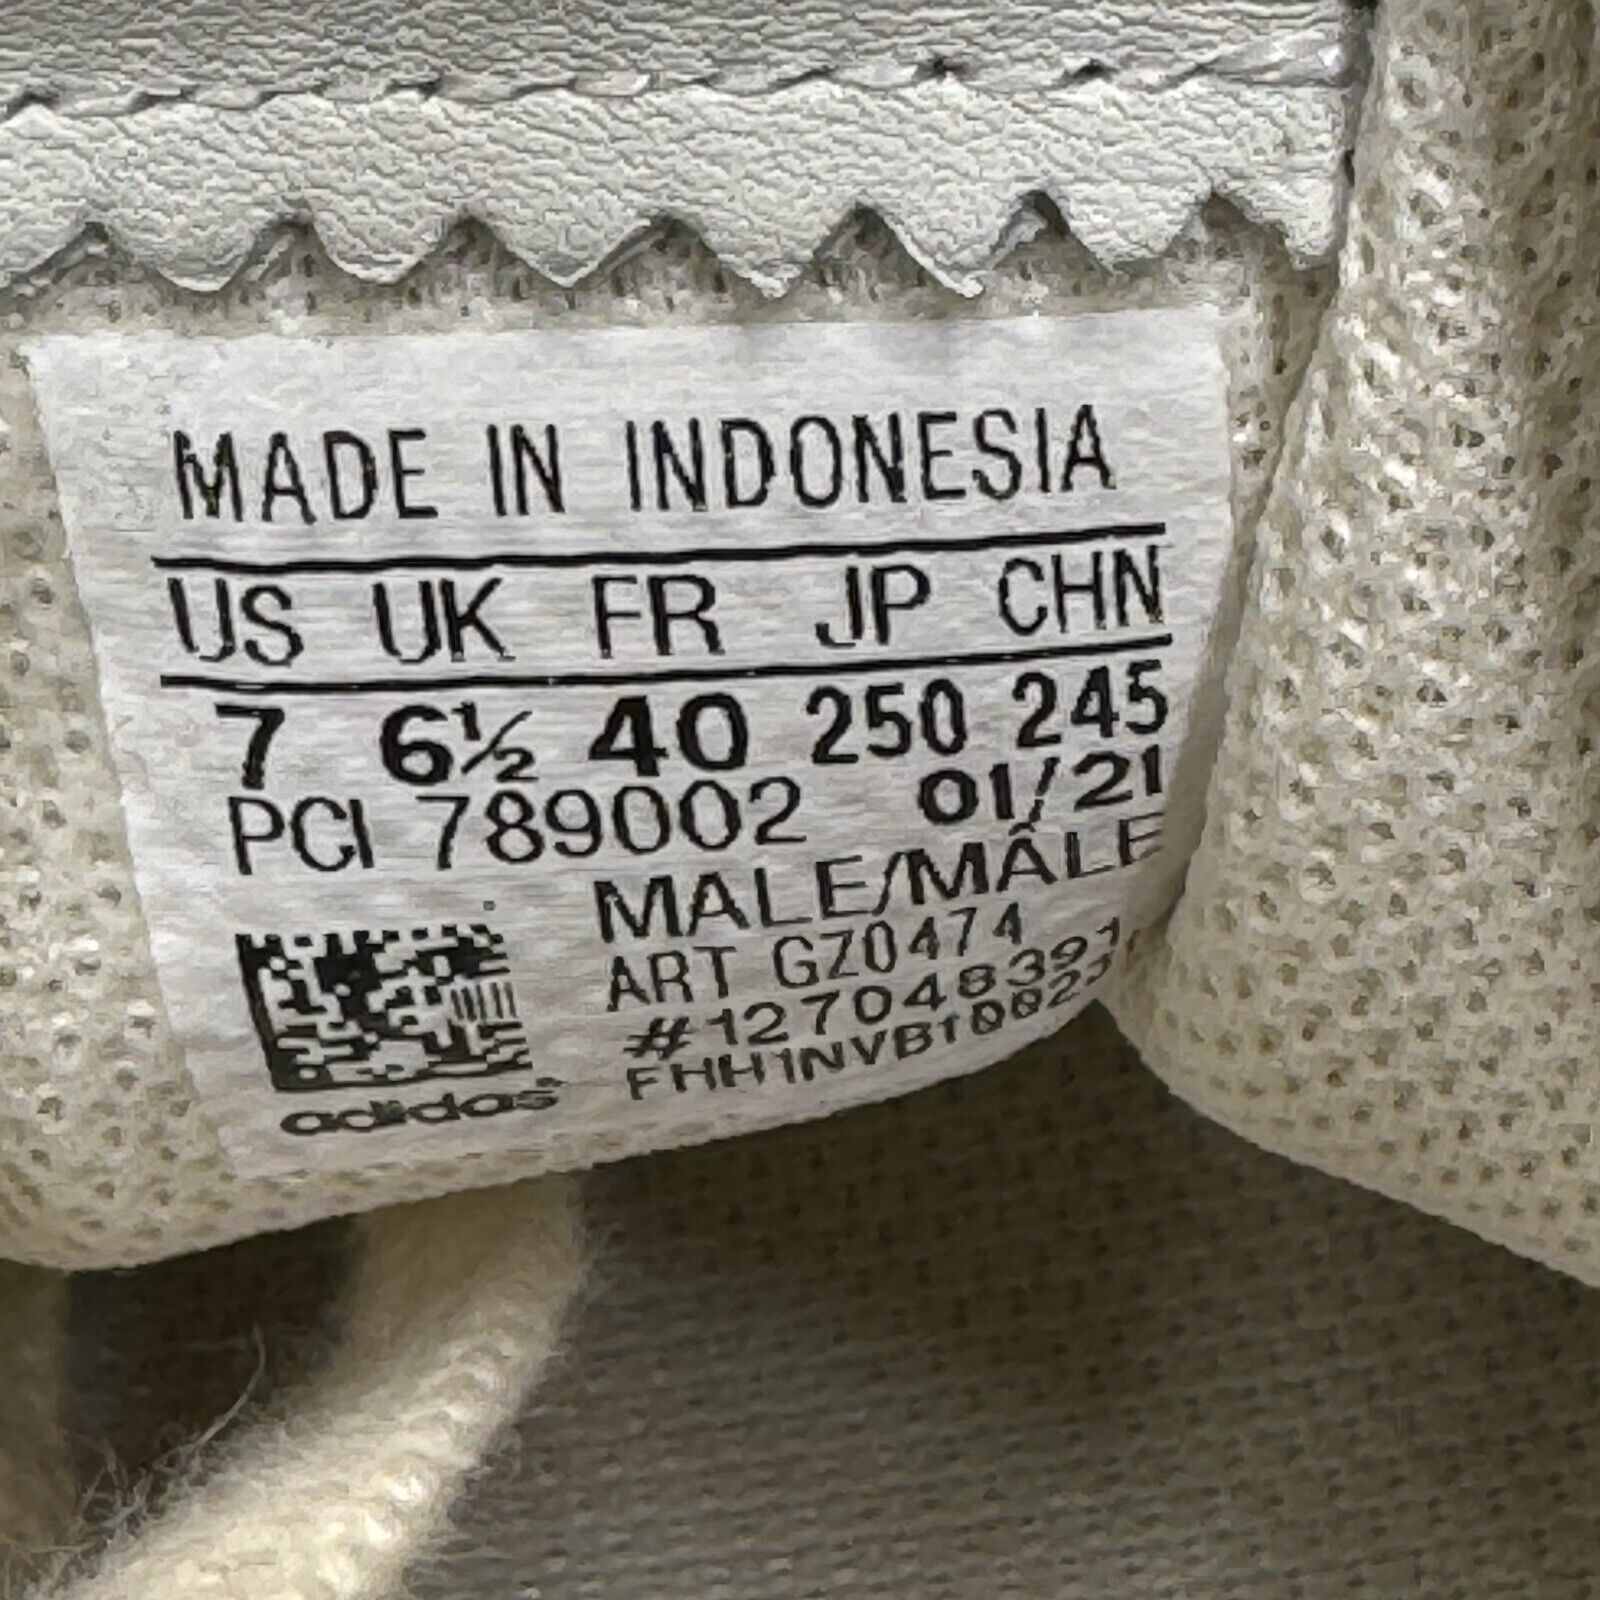 MADE IN INDONESIA
US UK FR JP CHN
7 6½ 40 250 245
PCI 789002 01/21
MALE/MÂLE
ART GZ0474
adidas